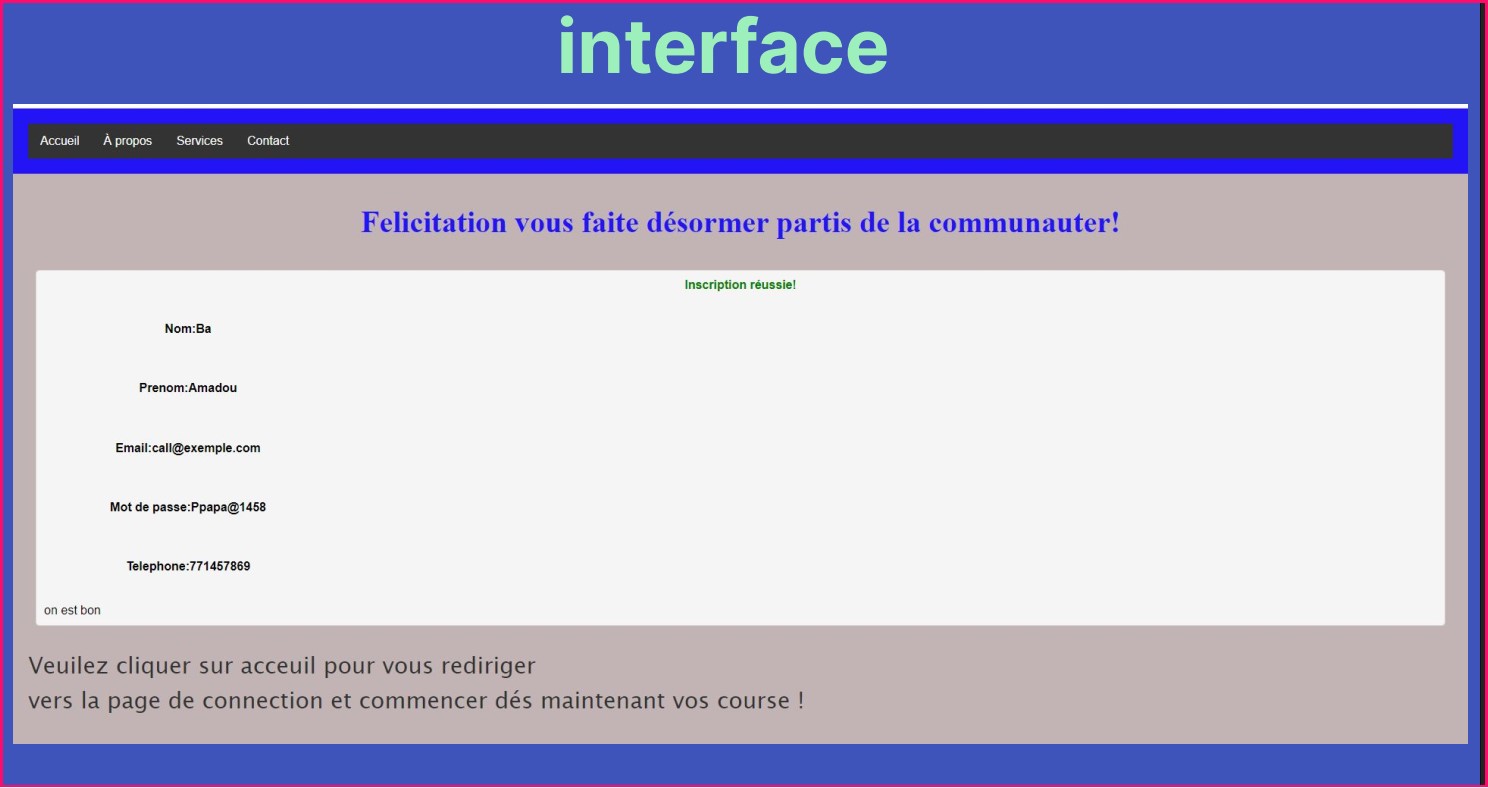 interface
Accueil À propos Services Contact
Felicitation vous faite désormer partis de la communauter!
Inscription réussie!
Nom:Ba
Prenom:Amadou
Email:call@exemple.com
Mot de passe:Ppapa@1458
Telephone:771457869
on est bon
Veuilez cliquer sur acceuil pour vous rediriger
vers la page de connection et commencer dés maintenant vos course !